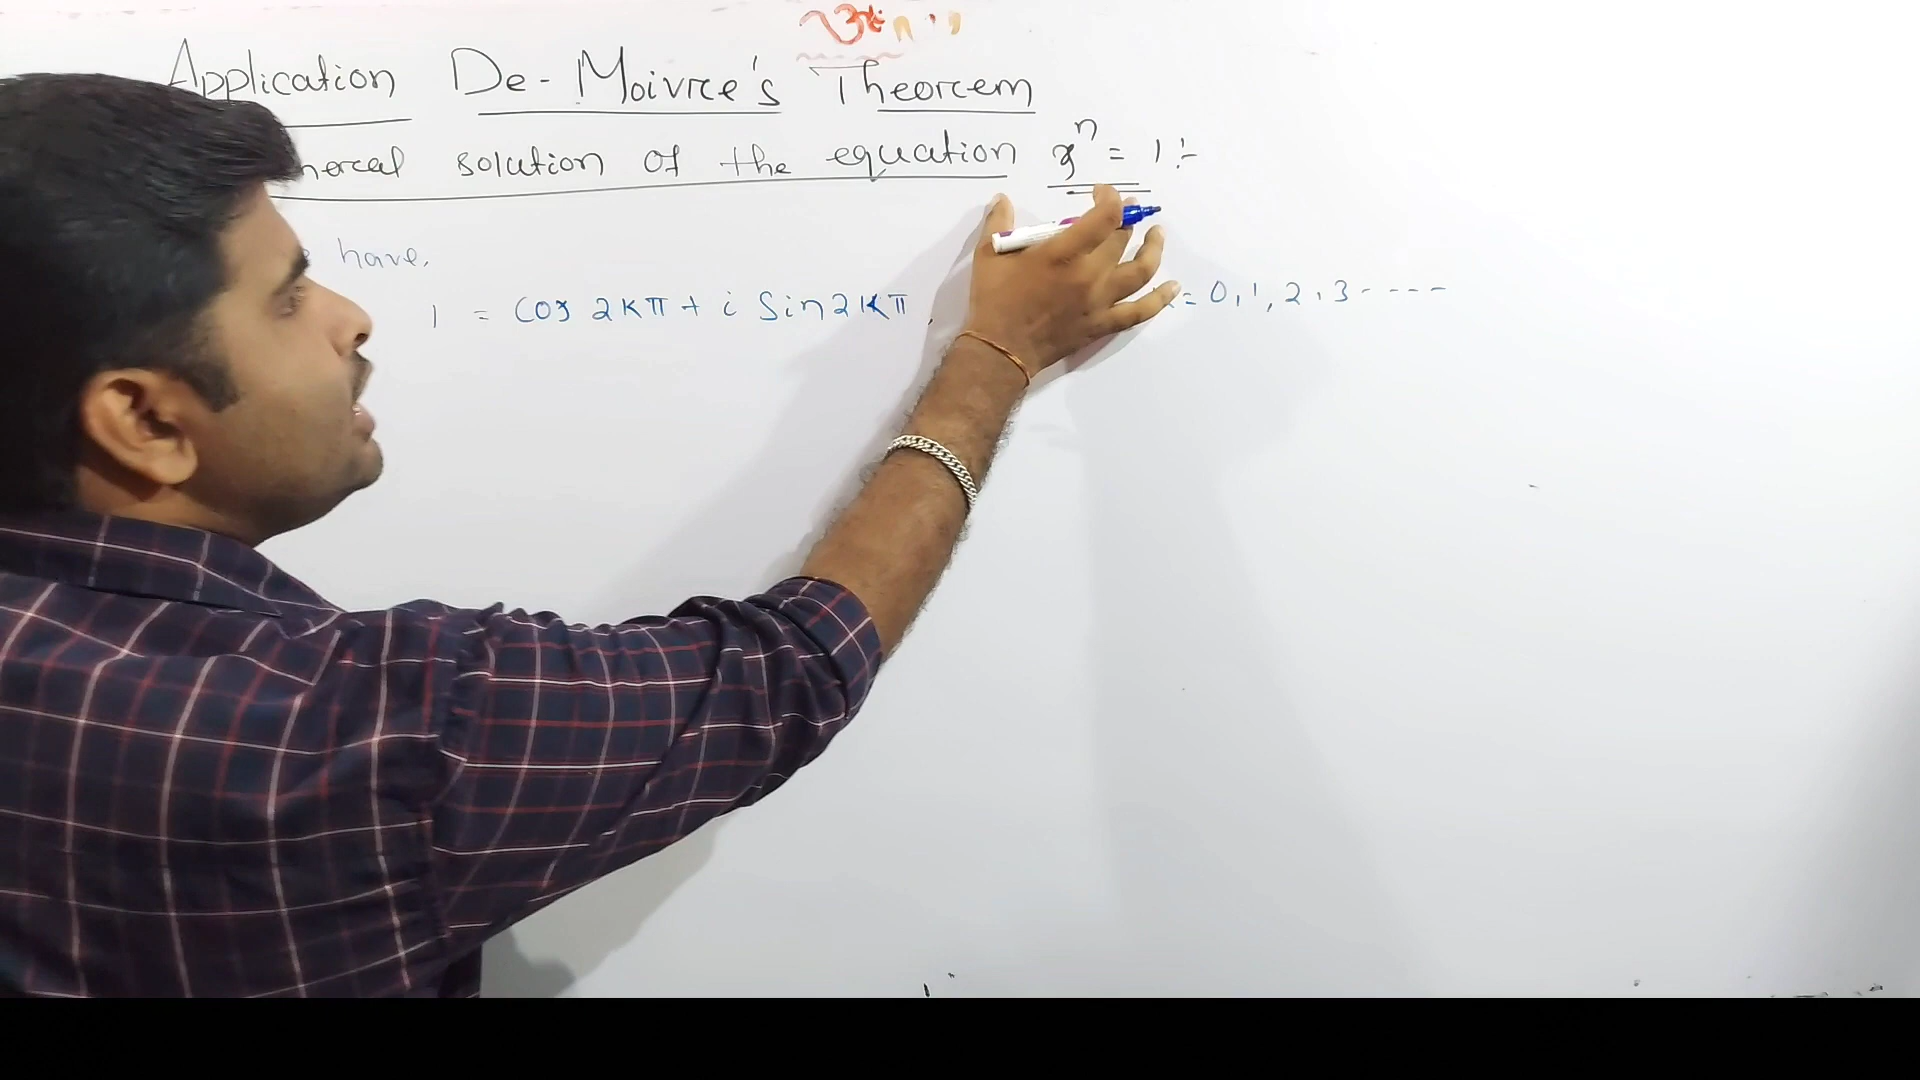 Application De-Moivre's Theorem
solution of the equation xⁿ = 1 :-
have,
1 = Cos 2Kπ + i Sin 2Kπ, K = 0, 1, 2, 3 - - - -